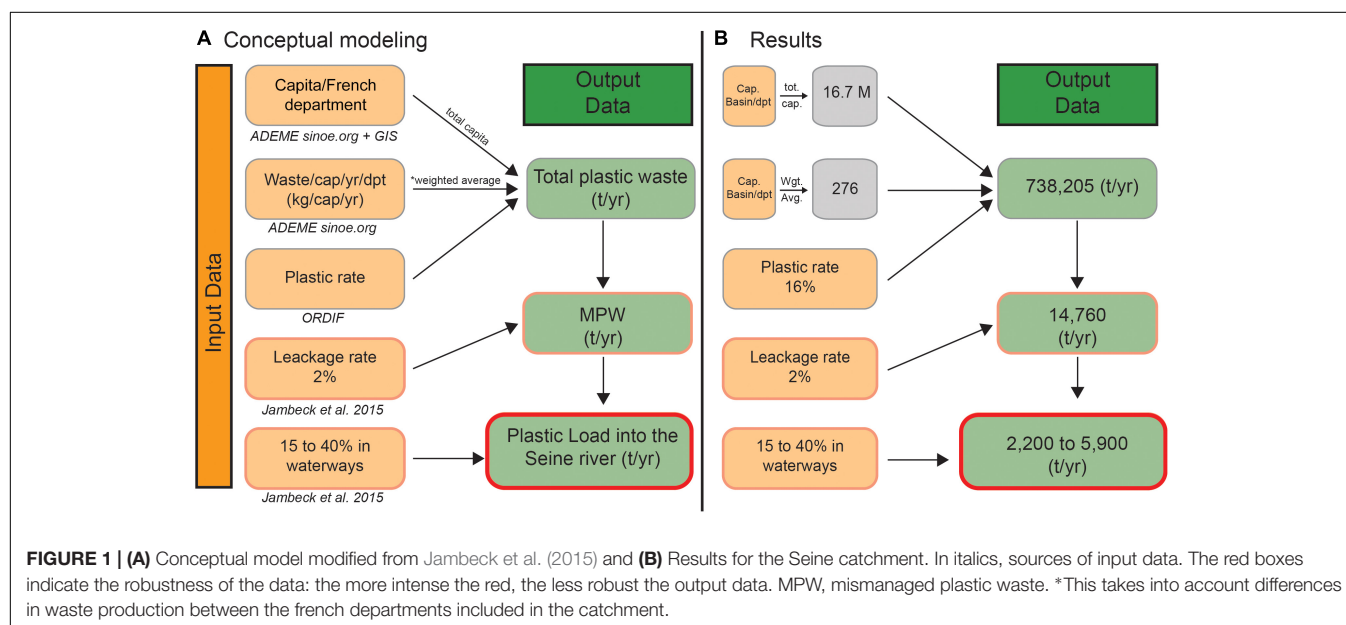 A Conceptual modeling
Input Data
Capita/French
department
ADEME sinoe.org + GIS
Waste/cap/yr/dpt
(kg/cap/yr)
ADEME sinoe.org
Plastic rate
ORDIF
Leackage rate
2%
Jambeck et al. 2015
15 to 40% in
waterways
Jambeck et al. 2015
total capita
*weighted average
Output
Data
Total plastic waste
(t/yr)
MPW
(t/yr)
Plastic Load into the
Seine river (t/yr)
B Results
Cap.
Basin/dpt
tot.
cap.
16.7 M
Cap.
Basin/dpt
Wgt.
Avg.
276
Plastic rate
16%
Leackage rate
2%
15 to 40% in
waterways
Output
Data
738,205 (t/yr)
14,760
(t/yr)
2,200 to 5,900
(t/yr)
FIGURE 1 | (A) Conceptual model modified from Jambeck et al. (2015) and (B) Results for the Seine catchment. In italics, sources of input data. The red boxes
indicate the robustness of the data: the more intense the red, the less robust the output data. MPW, mismanaged plastic waste. *This takes into account differences
in waste production between the french departments included in the catchment.